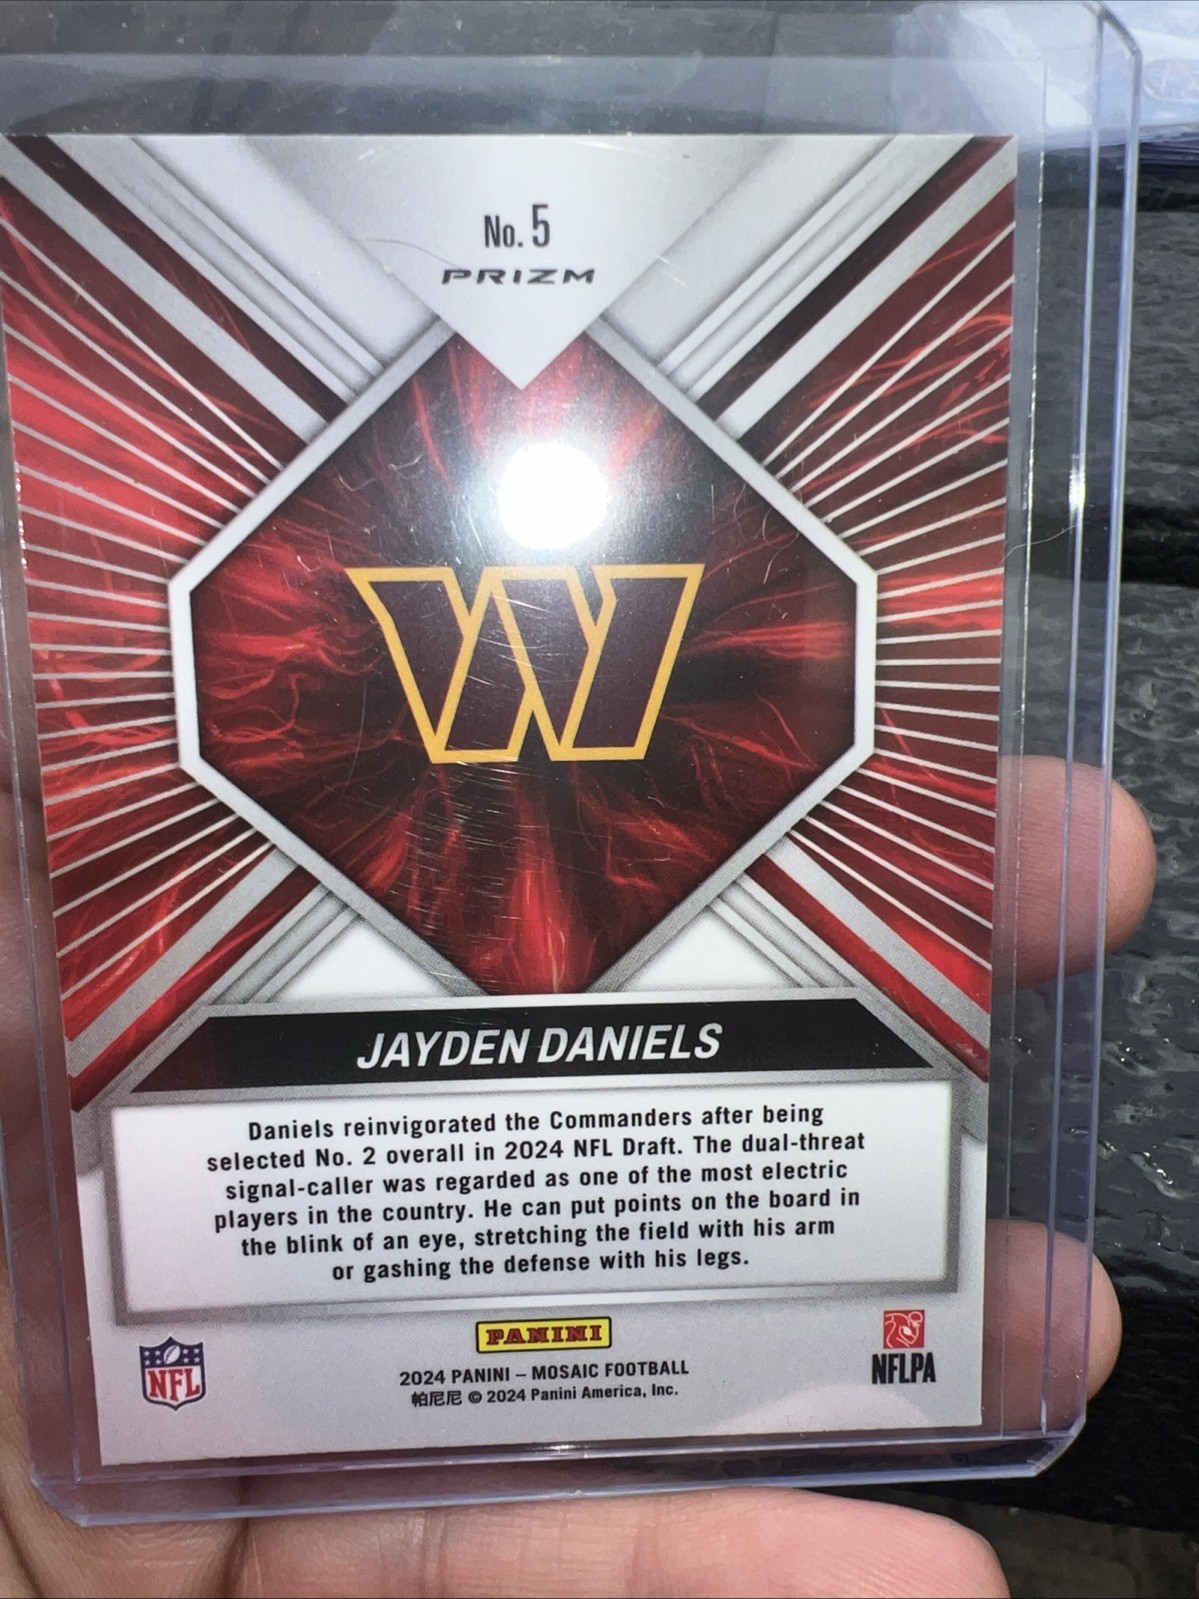 No. 5
PRIZM
W
JAYDEN DANIELS
Daniels reinvigorated the Commanders after being
selected No. 2 overall in 2024 NFL Draft. The dual-threat
signal-caller was regarded as one of the most electric
players in the country. He can put points on the board in
the blink of an eye, stretching the field with his arm
or gashing the defense with his legs.
PANINI
NFL
NFLPA
2024 PANINI – MOSAIC FOOTBALL
帕尼尼 © 2024 Panini America, Inc.